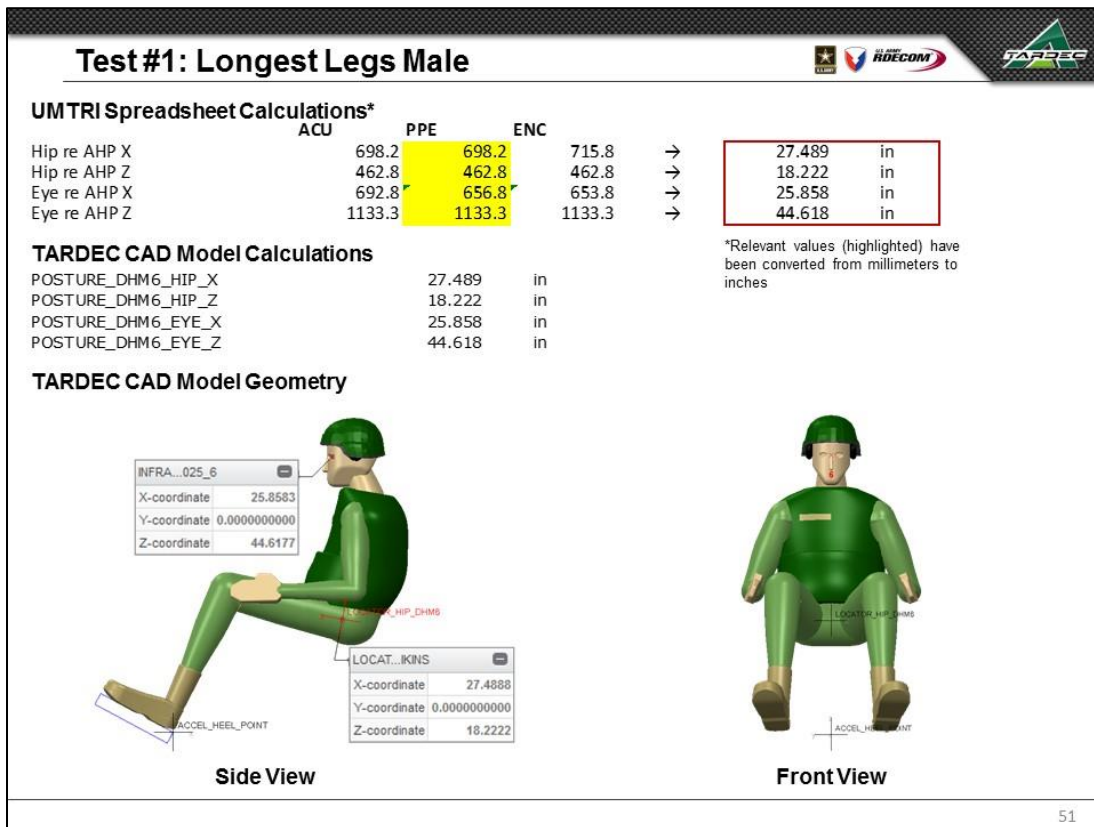 Test #1: Longest Legs Male
U.S. ARMY
U.S. ARMY
RDECOM
TARDEC
UMTRI Spreadsheet Calculations*
ACU PPE ENC
Hip re AHP X 698.2 698.2 715.8 → 27.489 in
Hip re AHP Z 462.8 462.8 462.8 → 18.222 in
Eye re AHP X 692.8 656.8 653.8 → 25.858 in
Eye re AHP Z 1133.3 1133.3 1133.3 → 44.618 in
*Relevant values (highlighted) have
been converted from millimeters to
inches
TARDEC CAD Model Calculations
POSTURE_DHM6_HIP_X 27.489 in
POSTURE_DHM6_HIP_Z 18.222 in
POSTURE_DHM6_EYE_X 25.858 in
POSTURE_DHM6_EYE_Z 44.618 in
TARDEC CAD Model Geometry
INFRA...025_6
X-coordinate 25.8583
Y-coordinate 0.0000000000
Z-coordinate 44.6177
LOCATOR_HIP_DHM6
LOCAT...IKINS
X-coordinate 27.4888
Y-coordinate 0.0000000000
Z-coordinate 18.2222
ACCEL_HEEL_POINT
LOCATOR_HIP_DHM6
ACCEL_HEEL_POINT
Side View
Front View
51